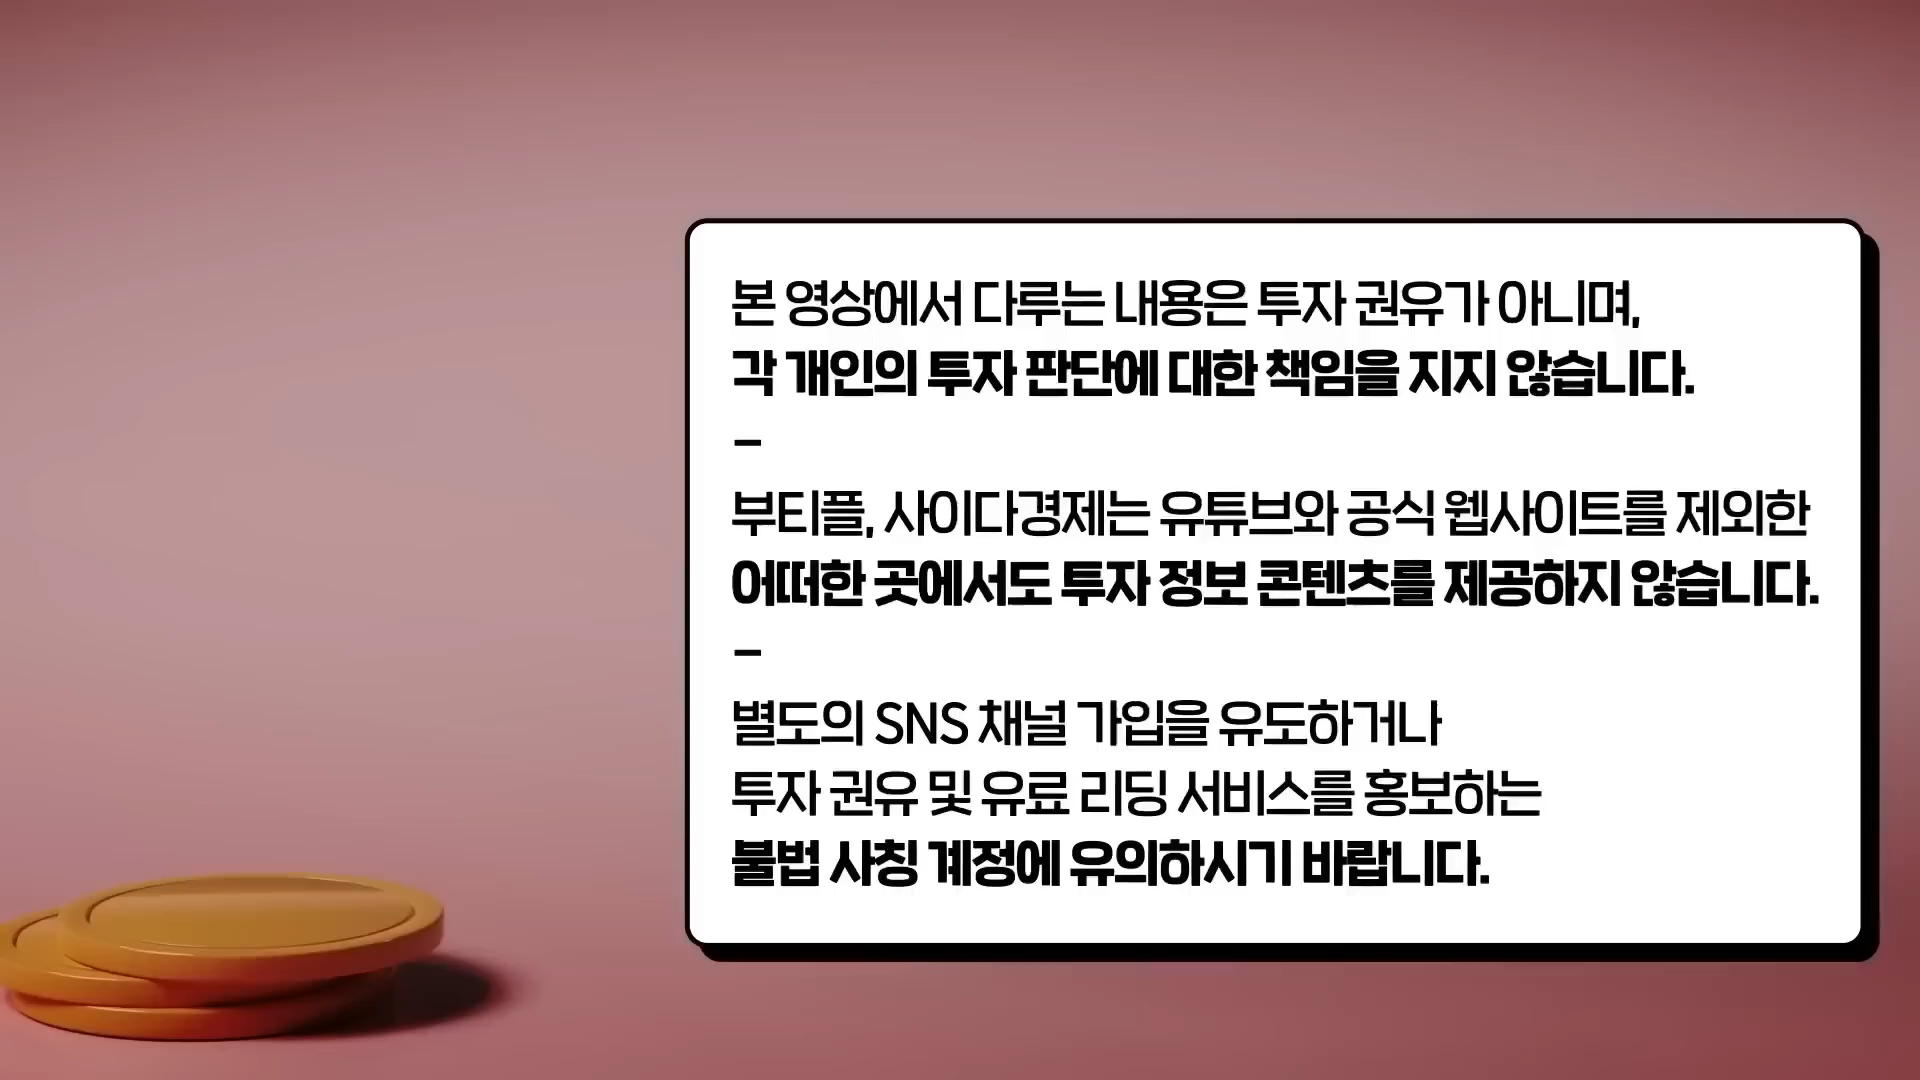 본 영상에서 다루는 내용은 투자 권유가 아니며,
각 개인의 투자 판단에 대한 책임을 지지 않습니다.
–
부티플, 사이다경제는 유튜브와 공식 웹사이트를 제외한
어떠한 곳에서도 투자 정보 콘텐츠를 제공하지 않습니다.
–
별도의 SNS 채널 가입을 유도하거나
투자 권유 및 유료 리딩 서비스를 홍보하는
불법 사칭 계정에 유의하시기 바랍니다.